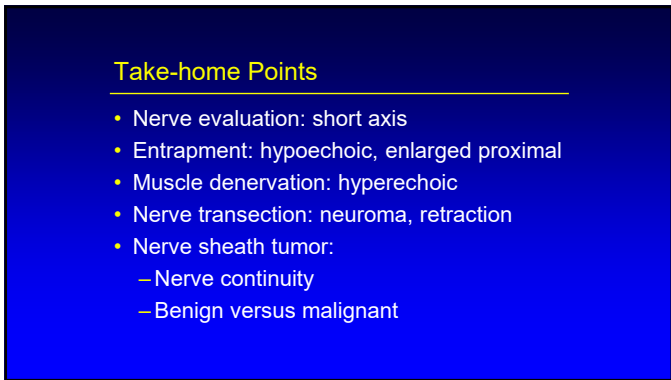 Take-home Points
• Nerve evaluation: short axis
• Entrapment: hypoechoic, enlarged proximal
• Muscle denervation: hyperechoic
• Nerve transection: neuroma, retraction
• Nerve sheath tumor:
– Nerve continuity
– Benign versus malignant